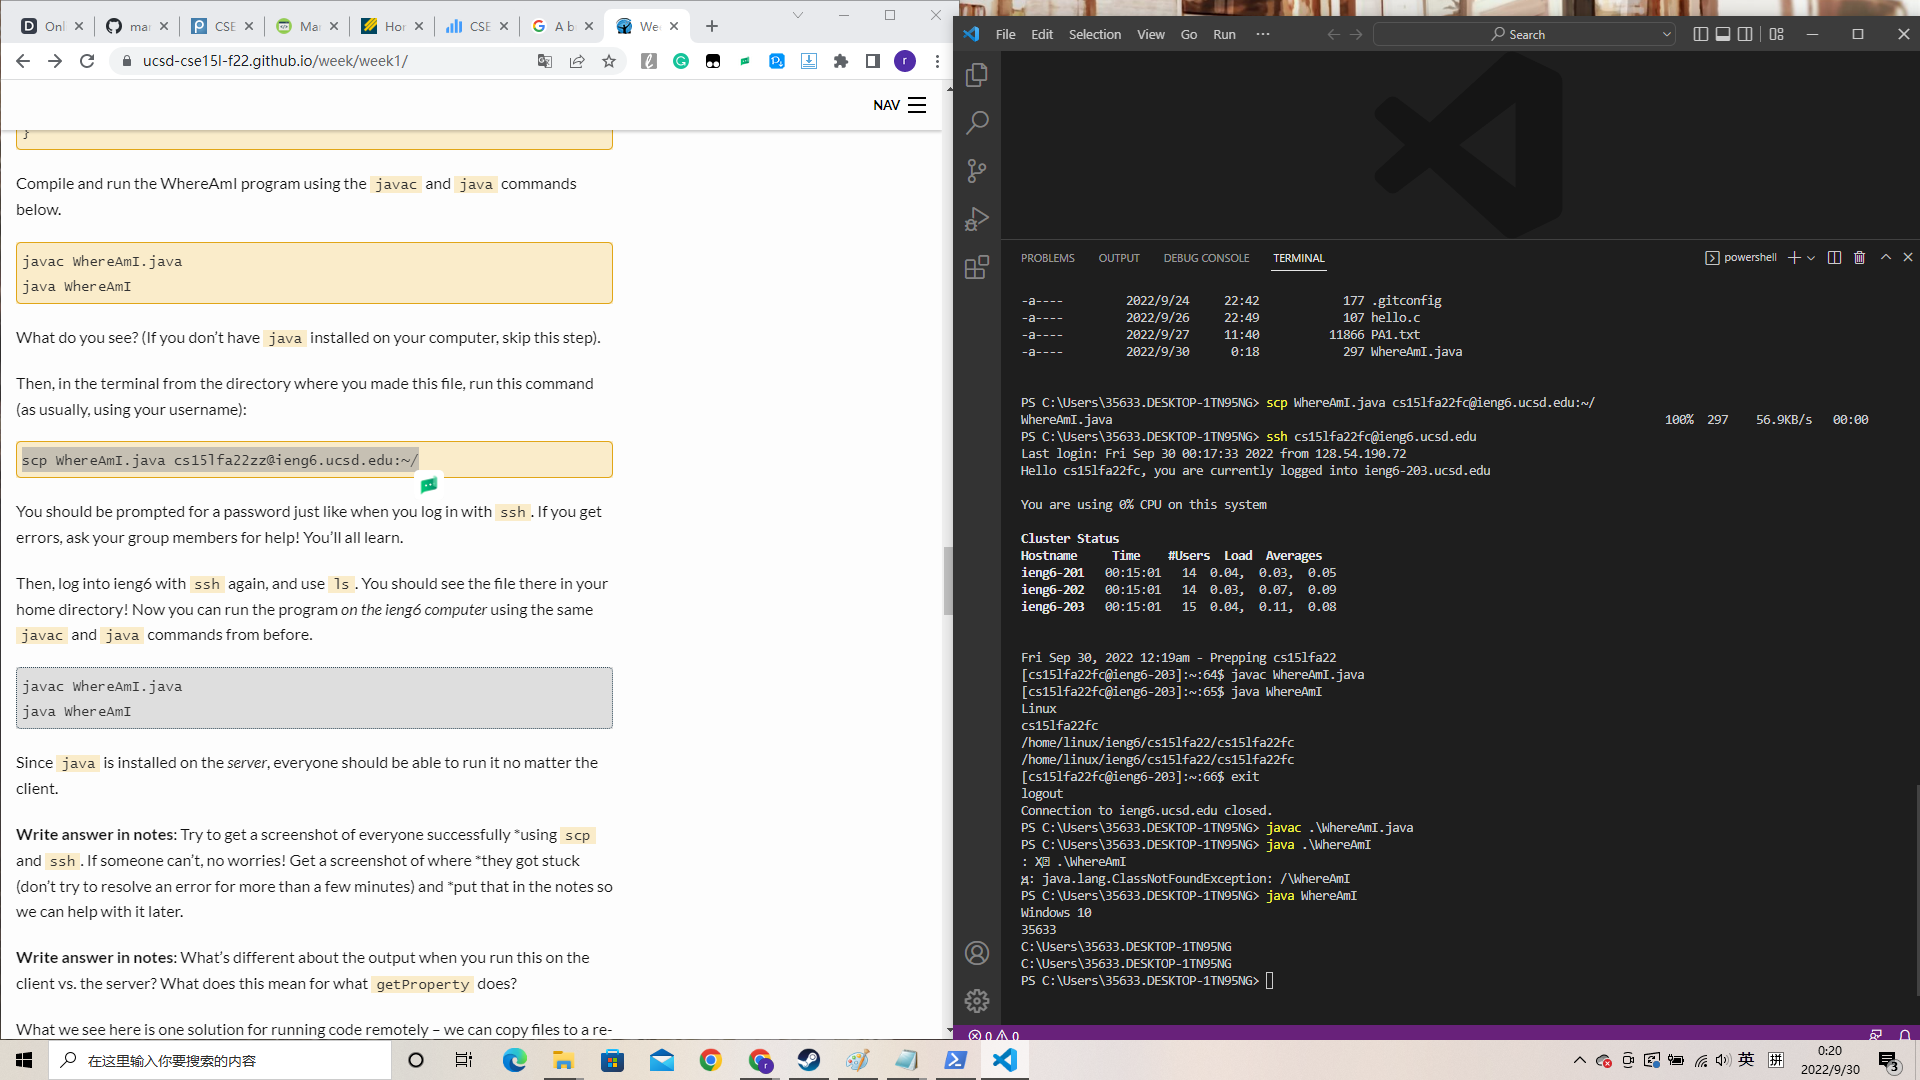 Onl
mar
CSE
Mar
Hor
CSE
A b
Wee
ucsd-cse15l-f22.github.io/week/week1/
NAV
}
Compile and run the WhereAmI program using the javac and java commands
below.
javac WhereAmI.java
java WhereAmI
What do you see? (If you don’t have java installed on your computer, skip this step).
Then, in the terminal from the directory where you made this file, run this command
(as usually, using your username):
scp WhereAmI.java cs15lfa22zz@ieng6.ucsd.edu:~/
You should be prompted for a password just like when you log in with ssh. If you get
errors, ask your group members for help! You’ll all learn.
Then, log into ieng6 with ssh again, and use ls. You should see the file there in your
home directory! Now you can run the program on the ieng6 computer using the same
javac and java commands from before.
javac WhereAmI.java
java WhereAmI
Since java is installed on the server, everyone should be able to run it no matter the
client.
Write answer in notes: Try to get a screenshot of everyone successfully *using scp
and ssh. If someone can’t, no worries! Get a screenshot of where *they got stuck
(don’t try to resolve an error for more than a few minutes) and *put that in the notes so
we can help with it later.
Write answer in notes: What’s different about the output when you run this on the
client vs. the server? What does this mean for what getProperty does?
What we see here is one solution for running code remotely – we can copy files to a re-
File Edit Selection View Go Run ···
Search
PROBLEMS OUTPUT DEBUG CONSOLE TERMINAL
powershell
-a---- 2022/9/24 22:42 177 .gitconfig
-a---- 2022/9/26 22:49 107 hello.c
-a---- 2022/9/27 11:40 11866 PA1.txt
-a---- 2022/9/30 0:18 297 WhereAmI.java
PS C:\Users\35633.DESKTOP-1TN95NG> scp WhereAmI.java cs15lfa22fc@ieng6.ucsd.edu:~/
WhereAmI.java 100% 297 56.9KB/s 00:00
PS C:\Users\35633.DESKTOP-1TN95NG> ssh cs15lfa22fc@ieng6.ucsd.edu
Last login: Fri Sep 30 00:17:33 2022 from 128.54.190.72
Hello cs15lfa22fc, you are currently logged into ieng6-203.ucsd.edu
You are using 0% CPU on this system
Cluster Status
Hostname Time #Users Load Averages
ieng6-201 00:15:01 14 0.04, 0.03, 0.05
ieng6-202 00:15:01 14 0.03, 0.07, 0.09
ieng6-203 00:15:01 15 0.04, 0.11, 0.08
Fri Sep 30, 2022 12:19am - Prepping cs15lfa22
[cs15lfa22fc@ieng6-203]:~:64$ javac WhereAmI.java
[cs15lfa22fc@ieng6-203]:~:65$ java WhereAmI
Linux
cs15lfa22fc
/home/linux/ieng6/cs15lfa22/cs15lfa22fc
/home/linux/ieng6/cs15lfa22/cs15lfa22fc
[cs15lfa22fc@ieng6-203]:~:66$ exit
logout
Connection to ieng6.ucsd.edu closed.
PS C:\Users\35633.DESKTOP-1TN95NG> javac .\WhereAmI.java
PS C:\Users\35633.DESKTOP-1TN95NG> java .\WhereAmI
: .\WhereAmI
: java.lang.ClassNotFoundException: /\WhereAmI
PS C:\Users\35633.DESKTOP-1TN95NG> java WhereAmI
Windows 10
35633
C:\Users\35633.DESKTOP-1TN95NG
C:\Users\35633.DESKTOP-1TN95NG
PS C:\Users\35633.DESKTOP-1TN95NG>
0 0
在这里输入你要搜索的内容
英
拼
0:20
2022/9/30
3